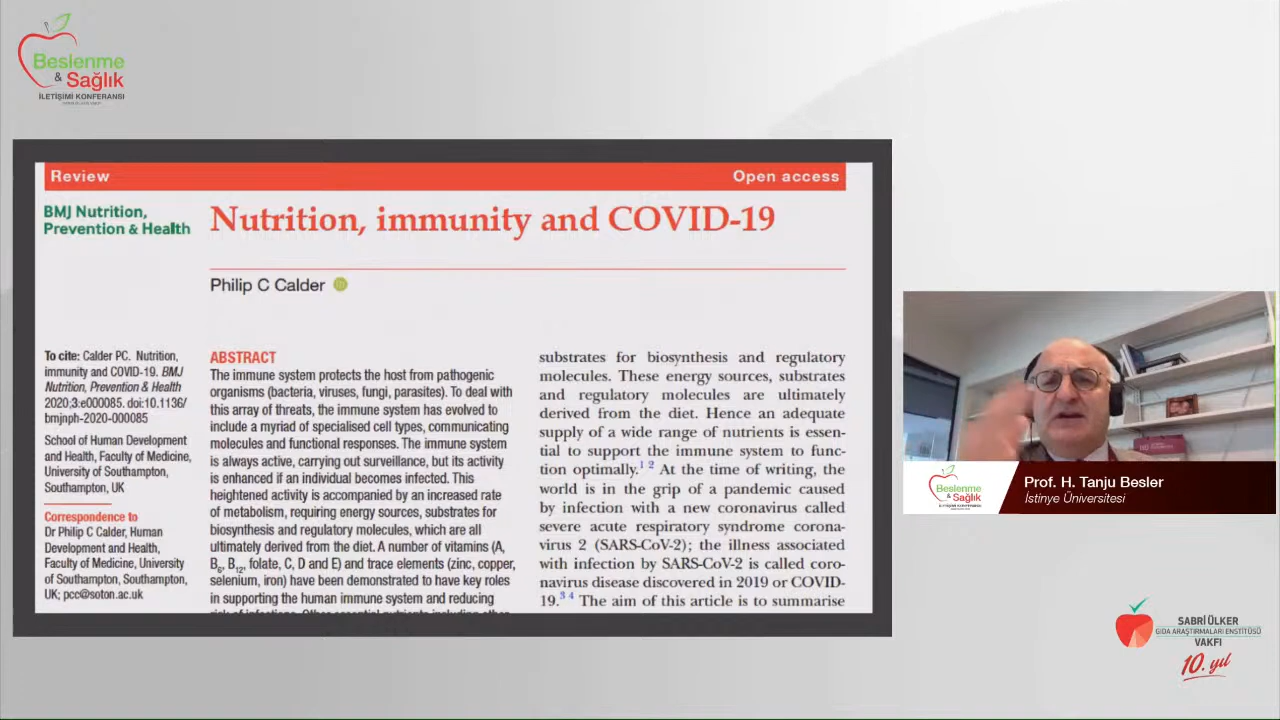 Beslenme
& Sağlık
İLETİŞİMİ KONFERANSI
Review
Open access
BMJ Nutrition,
Prevention & Health
Nutrition, immunity and COVID-19
Philip C Calder
To cite: Calder PC. Nutrition,
immunity and COVID-19. BMJ
Nutrition, Prevention & Health
2020;3:e000085. doi:10.1136/
bmjnph-2020-000085
School of Human Development
and Health, Faculty of Medicine,
University of Southampton,
Southampton, UK
Correspondence to
Dr Philip C Calder, Human
Development and Health,
Faculty of Medicine, University
of Southampton, Southampton,
UK; pcc@soton.ac.uk
ABSTRACT
The immune system protects the host from pathogenic
organisms (bacteria, viruses, fungi, parasites). To deal with
this array of threats, the immune system has evolved to
include a myriad of specialised cell types, communicating
molecules and functional responses. The immune system
is always active, carrying out surveillance, but its activity
is enhanced if an individual becomes infected. This
heightened activity is accompanied by an increased rate
of metabolism, requiring energy sources, substrates for
biosynthesis and regulatory molecules, which are all
ultimately derived from the diet. A number of vitamins (A,
B6, B12, folate, C, D and E) and trace elements (zinc, copper,
selenium, iron) have been demonstrated to have key roles
in supporting the human immune system and reducing
risk of infections. Other essential nutrients including other
substrates for biosynthesis and regulatory
molecules. These energy sources, substrates
and regulatory molecules are ultimately
derived from the diet. Hence an adequate
supply of a wide range of nutrients is essen-
tial to support the immune system to func-
tion optimally.1 2 At the time of writing, the
world is in the grip of a pandemic caused
by infection with a new coronavirus called
severe acute respiratory syndrome corona-
virus 2 (SARS-CoV-2); the illness associated
with infection by SARS-CoV-2 is called coro-
navirus disease discovered in 2019 or COVID-
19.3 4 The aim of this article is to summarise
Beslenme
& Sağlık
Prof. H. Tanju Besler
İstinye Üniversitesi
SABRİ ÜLKER
GIDA ARAŞTIRMALARI ENSTİTÜSÜ
VAKFI
10. yıl